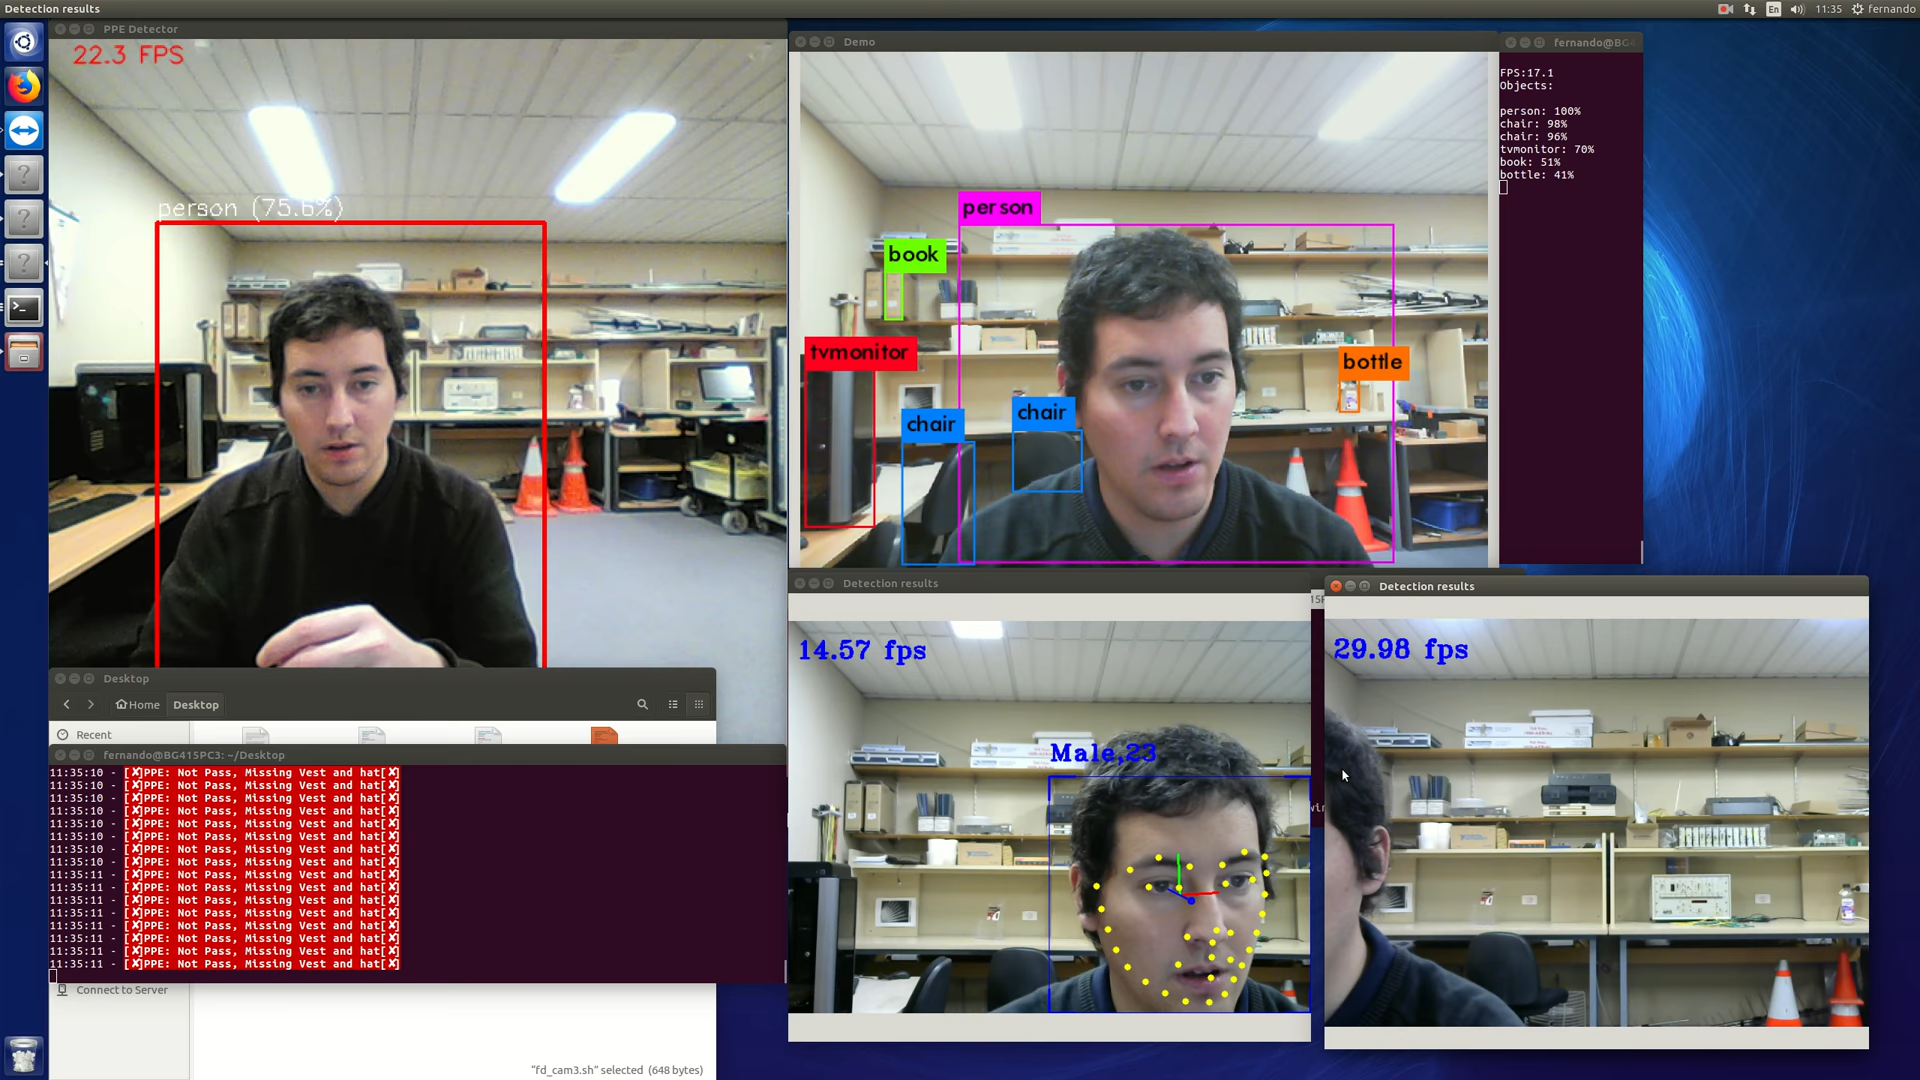 Detection results
En
11:35
fernando
PPE Detector
22.3 FPS
person (75.6%)
Demo
person
book
tvmonitor
bottle
chair
chair
fernando@BG4
FPS:17.1
Objects:
person: 100%
chair: 98%
chair: 96%
tvmonitor: 70%
book: 51%
bottle: 41%
Desktop
Home
Desktop
Recent
fernando@BG415PC3: ~/Desktop
11:35:10 - [✘]PPE: Not Pass, Missing Vest and hat[✘]
11:35:10 - [✘]PPE: Not Pass, Missing Vest and hat[✘]
11:35:10 - [✘]PPE: Not Pass, Missing Vest and hat[✘]
11:35:10 - [✘]PPE: Not Pass, Missing Vest and hat[✘]
11:35:10 - [✘]PPE: Not Pass, Missing Vest and hat[✘]
11:35:10 - [✘]PPE: Not Pass, Missing Vest and hat[✘]
11:35:10 - [✘]PPE: Not Pass, Missing Vest and hat[✘]
11:35:10 - [✘]PPE: Not Pass, Missing Vest and hat[✘]
11:35:11 - [✘]PPE: Not Pass, Missing Vest and hat[✘]
11:35:11 - [✘]PPE: Not Pass, Missing Vest and hat[✘]
11:35:11 - [✘]PPE: Not Pass, Missing Vest and hat[✘]
11:35:11 - [✘]PPE: Not Pass, Missing Vest and hat[✘]
11:35:11 - [✘]PPE: Not Pass, Missing Vest and hat[✘]
11:35:11 - [✘]PPE: Not Pass, Missing Vest and hat[✘]
11:35:11 - [✘]PPE: Not Pass, Missing Vest and hat[✘]
11:35:11 - [✘]PPE: Not Pass, Missing Vest and hat[✘]
Connect to Server
"fd_cam3.sh" selected (648 bytes)
Detection results
14.57 fps
Male,23
Detection results
29.98 fps